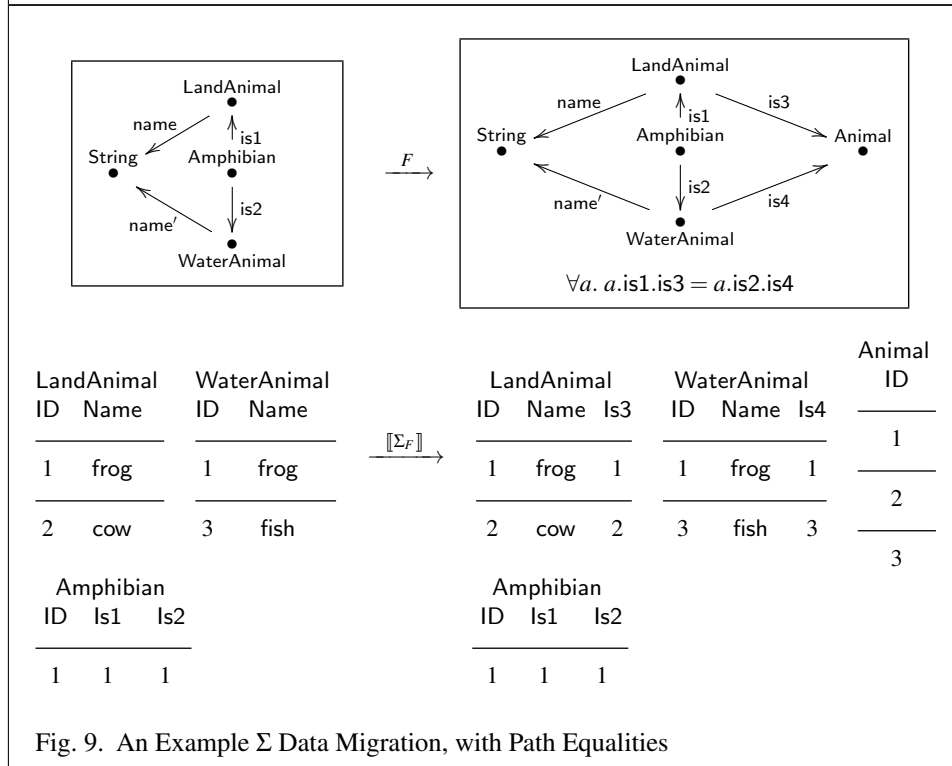 LandAnimal
name
is1
String
Amphibian
is2
name′
WaterAnimal
F
LandAnimal
name
is3
is1
String
Amphibian
Animal
is2
name′
is4
WaterAnimal
∀a. a.is1.is3 = a.is2.is4
LandAnimal
ID Name
1 frog
2 cow
WaterAnimal
ID Name
1 frog
3 fish
Amphibian
ID Is1 Is2
1 1 1
⟦Σ_F⟧
LandAnimal
ID Name Is3
1 frog 1
2 cow 2
WaterAnimal
ID Name Is4
1 frog 1
3 fish 3
Animal
ID
1
2
3
Amphibian
ID Is1 Is2
1 1 1
Fig. 9. An Example Σ Data Migration, with Path Equalities